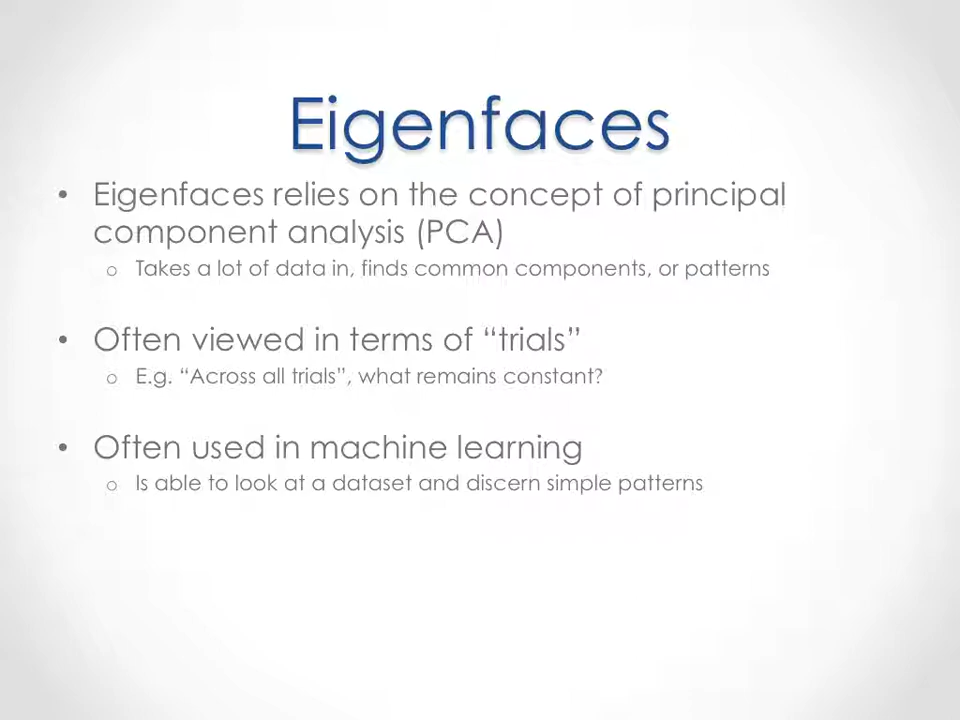 Eigenfaces
• Eigenfaces relies on the concept of principal
component analysis (PCA)
o Takes a lot of data in, finds common components, or patterns
• Often viewed in terms of “trials”
o E.g. “Across all trials”, what remains constant?
• Often used in machine learning
o Is able to look at a dataset and discern simple patterns